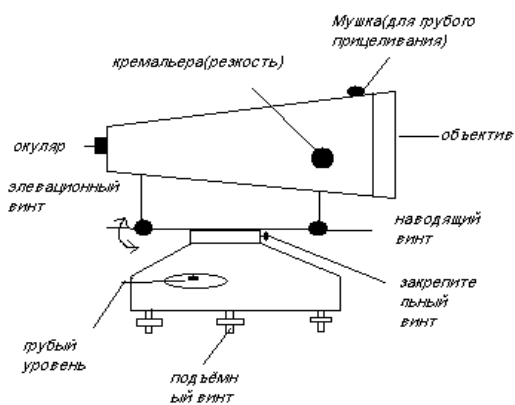 Мушка(для грубого
прицеливания)
кремальера(резкость)
объектив
окуляр
элевационный
винт
наводящий
винт
закрепите
льный
винт
грубый
уровень
подъёмн
ый винт